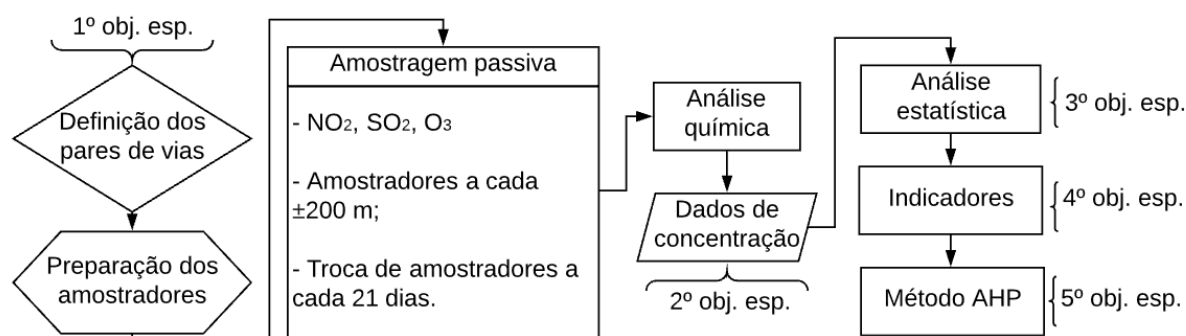 1º obj. esp.
Definição dos
pares de vias
Preparação dos
amostradores
Amostragem passiva
- NO₂, SO₂, O₃
- Amostradores a cada
±200 m;
- Troca de amostradores a
cada 21 dias.
Análise
química
Dados de
concentração
2º obj. esp.
Análise
estatística
3º obj. esp.
Indicadores
4º obj. esp.
Método AHP
5º obj. esp.